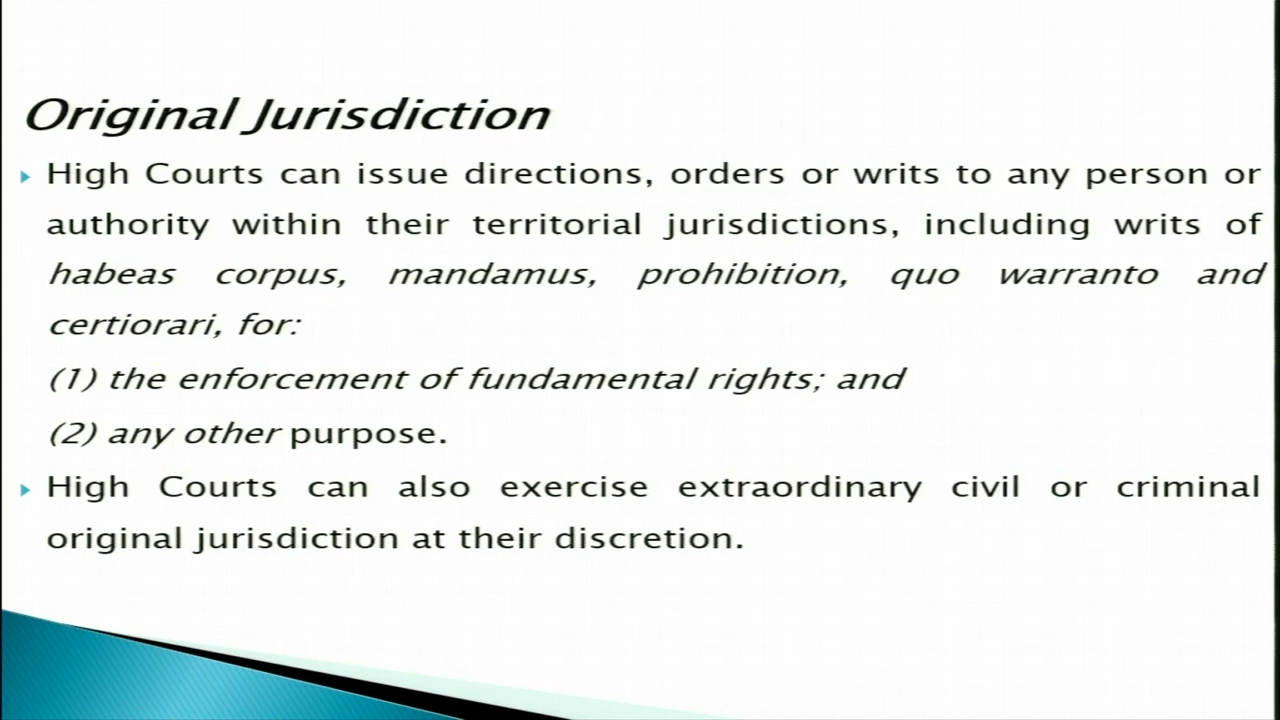 Original Jurisdiction
High Courts can issue directions, orders or writs to any person or
authority within their territorial jurisdictions, including writs of
habeas corpus, mandamus, prohibition, quo warranto and
certiorari, for:
(1) the enforcement of fundamental rights; and
(2) any other purpose.
High Courts can also exercise extraordinary civil or criminal
original jurisdiction at their discretion.